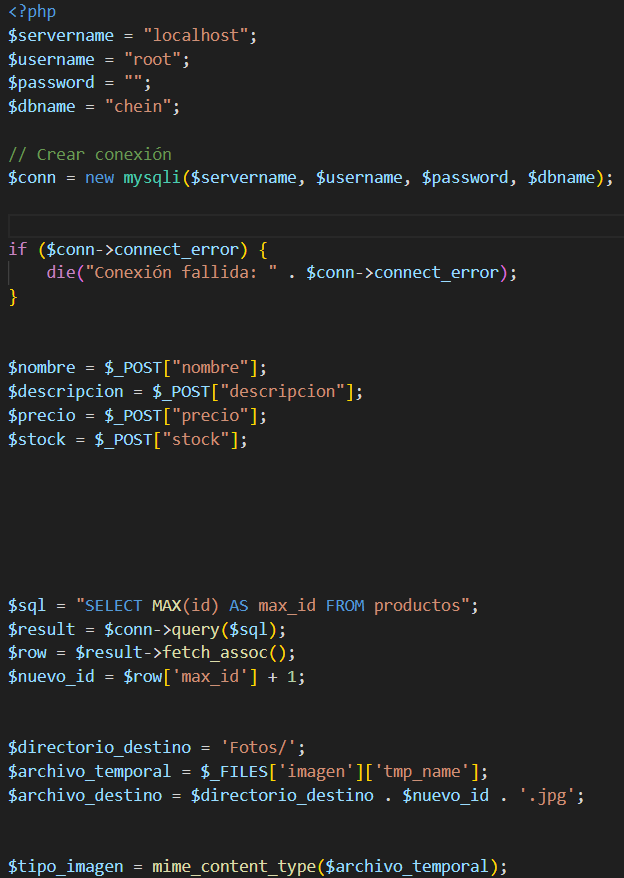 <?php
$servername = "localhost";
$username = "root";
$password = "";
$dbname = "chein";
// Crear conexión
$conn = new mysqli($servername, $username, $password, $dbname);
if ($conn->connect_error) {
    die("Conexión fallida: " . $conn->connect_error);
}
$nombre = $_POST["nombre"];
$descripcion = $_POST["descripcion"];
$precio = $_POST["precio"];
$stock = $_POST["stock"];
$sql = "SELECT MAX(id) AS max_id FROM productos";
$result = $conn->query($sql);
$row = $result->fetch_assoc();
$nuevo_id = $row['max_id'] + 1;
$directorio_destino = 'Fotos/';
$archivo_temporal = $_FILES['imagen']['tmp_name'];
$archivo_destino = $directorio_destino . $nuevo_id . '.jpg';
$tipo_imagen = mime_content_type($archivo_temporal);